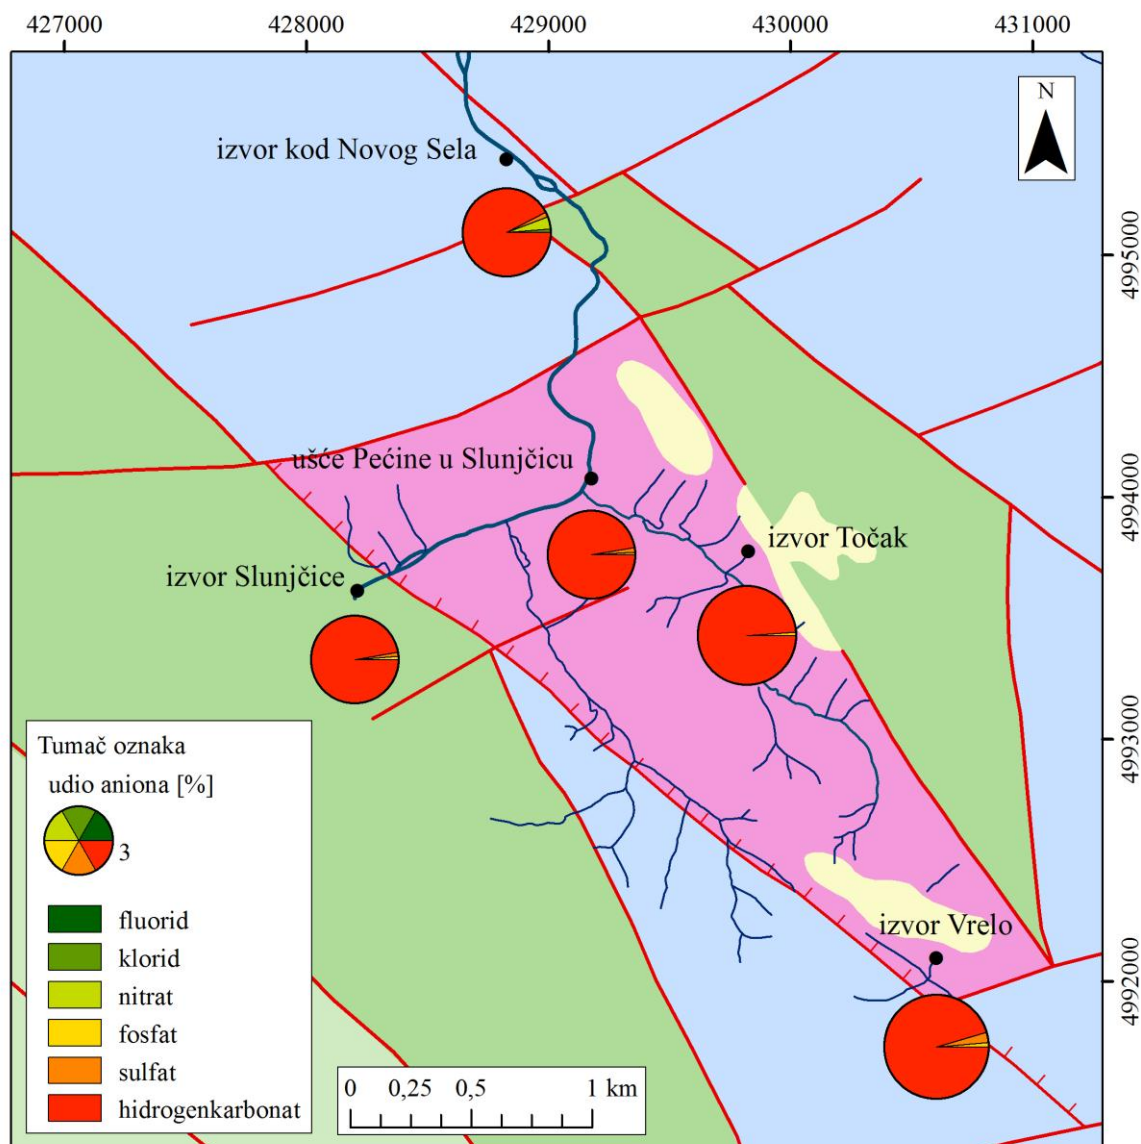 427000 428000 429000 430000 431000
N
izvor kod Novog Sela
4995000
ušće Pećine u Slunjčicu
4994000
izvor Točak
izvor Slunjčice
4993000
Tumač oznaka
udio aniona [%]
3
fluorid
klorid
nitrat
fosfat
sulfat
hidrogenkarbonat
izvor Vrelo
4992000
0 0,25 0,5 1 km